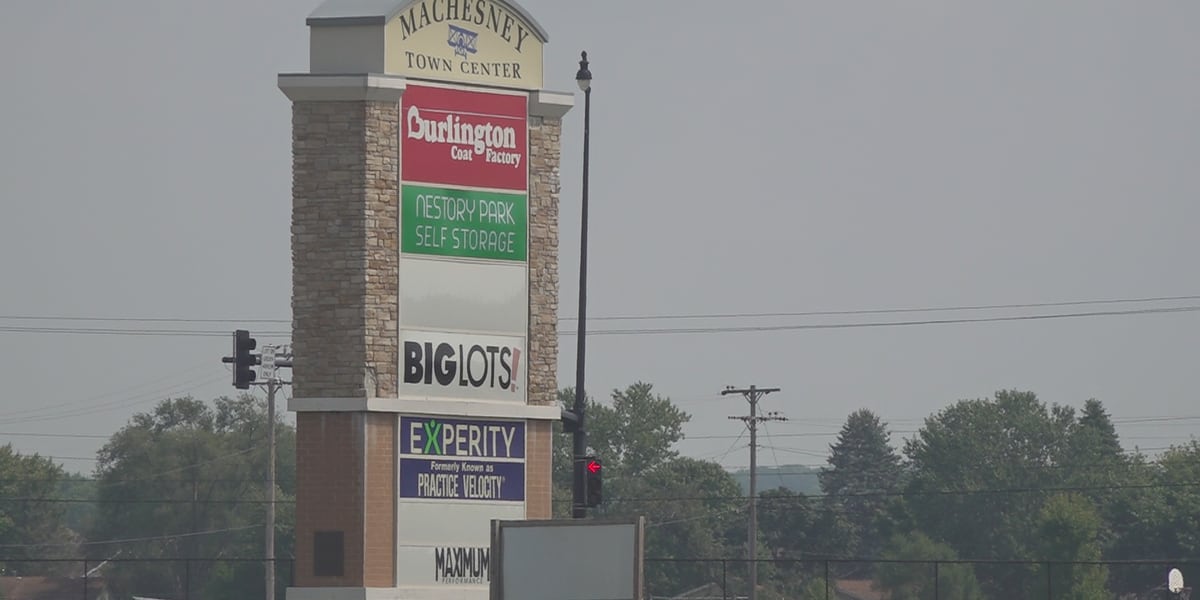 MACHESNEY
TOWN CENTER
Burlington
Coat Factory
NESTORY PARK
SELF STORAGE
BIG LOTS!
EXPERITY
Formerly Known as
PRACTICE VELOCITY
MAXIMUM
PERFORMANCE